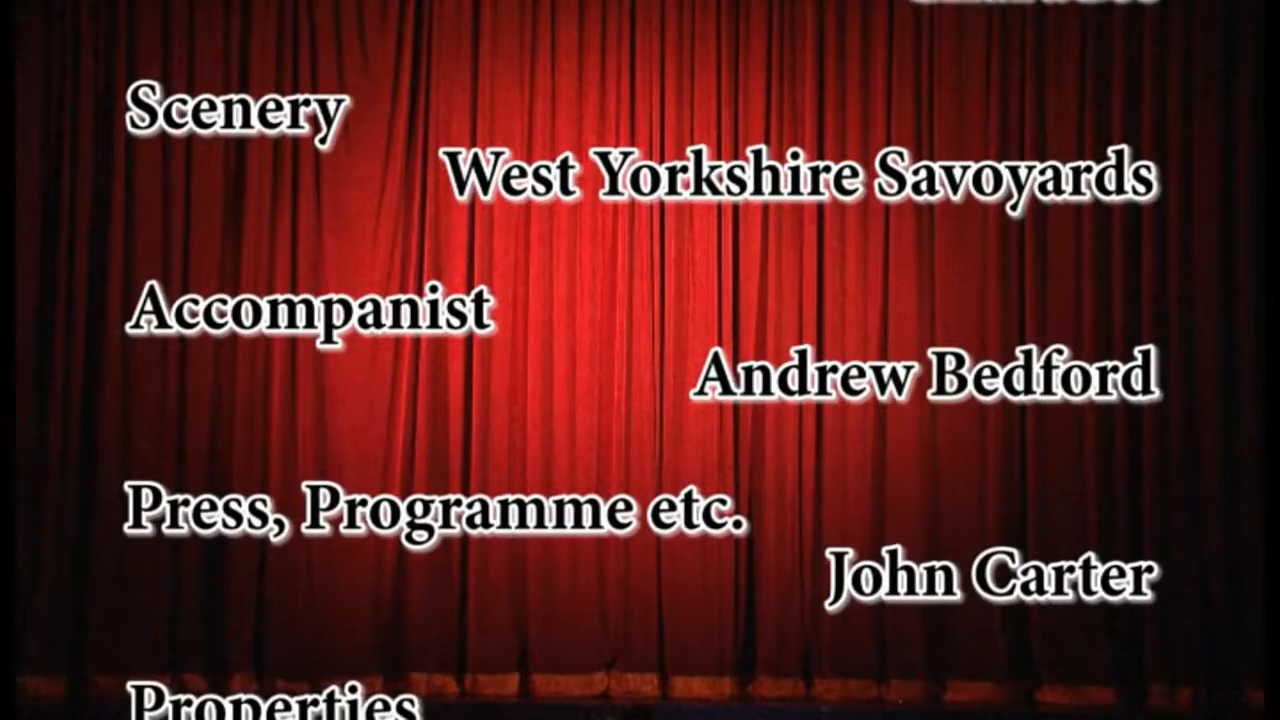 Scenery
West Yorkshire Savoyards
Accompanist
Andrew Bedford
Press, Programme etc.
John Carter
Properties